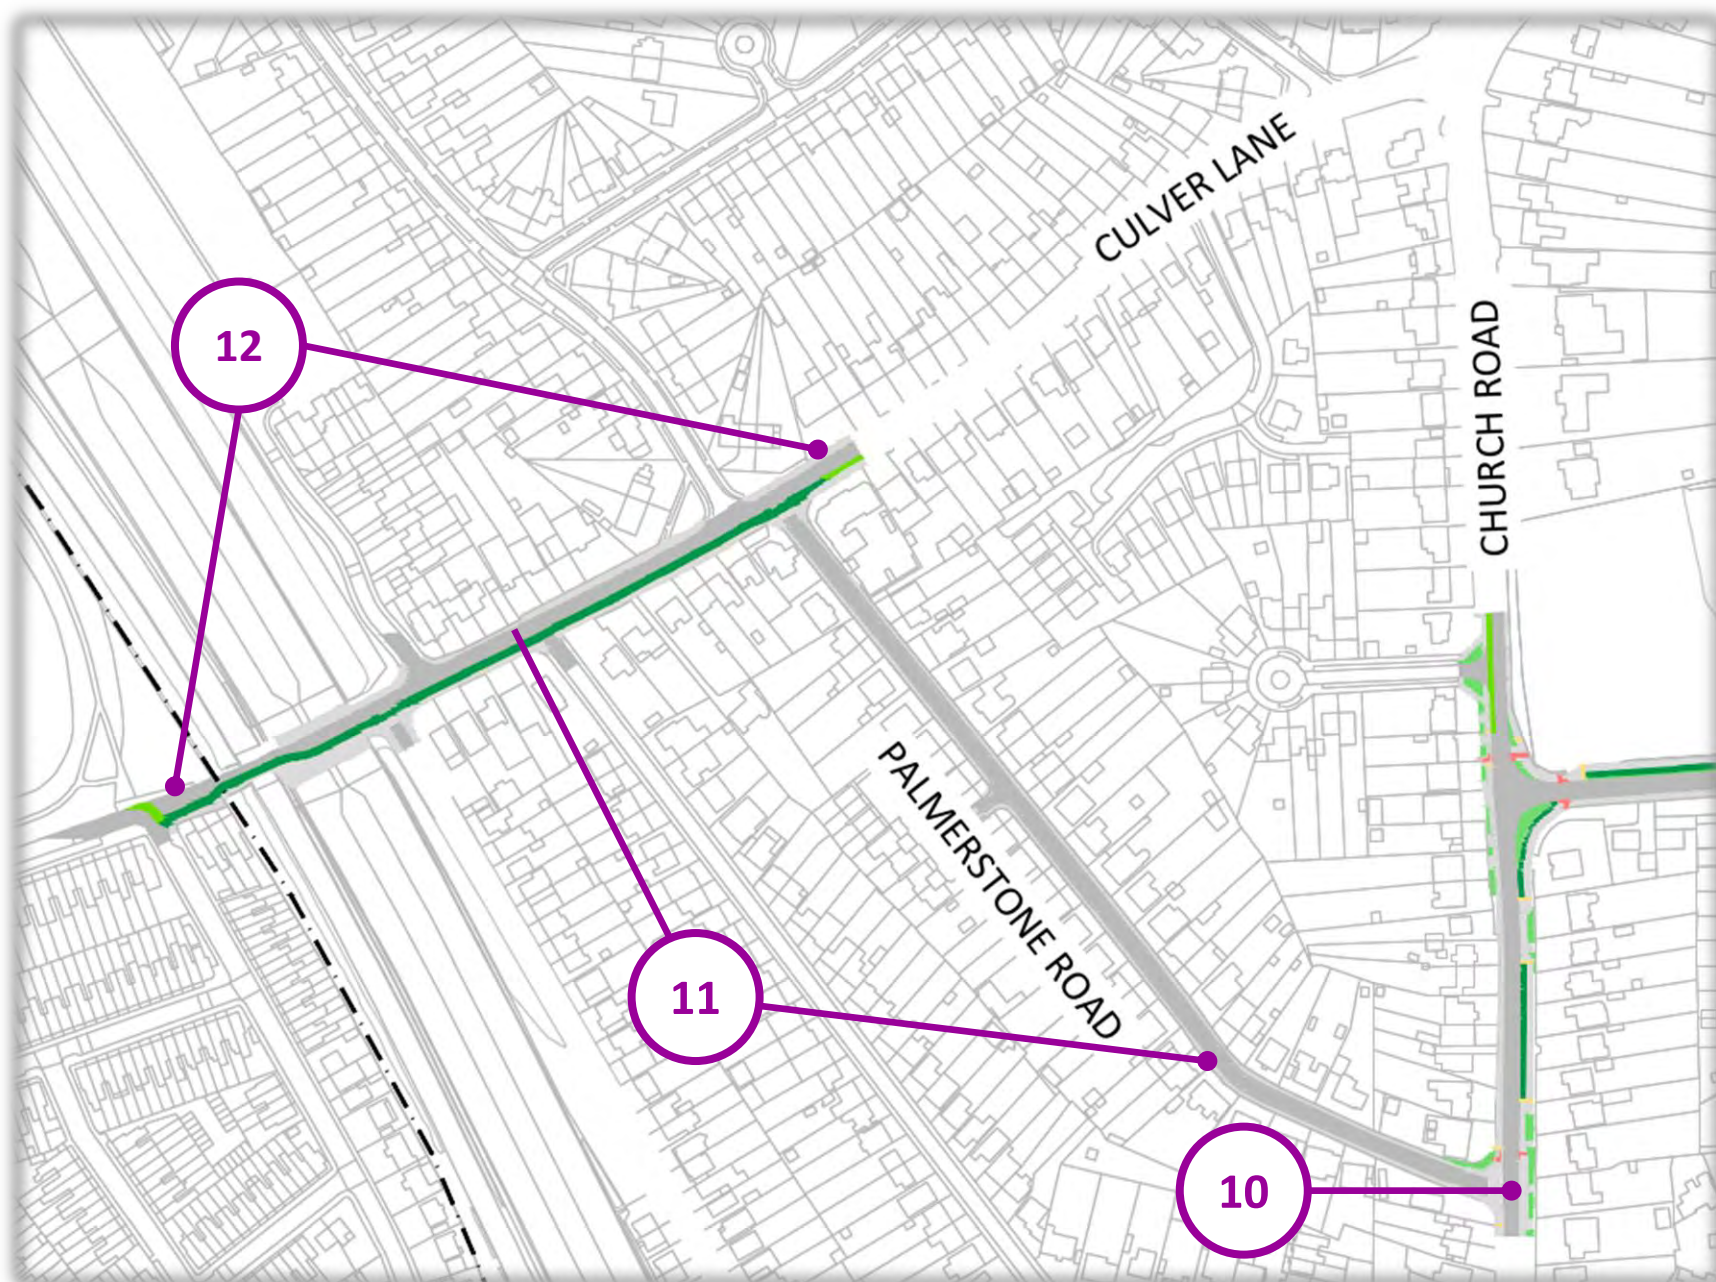 CULVER LANE
CHURCH ROAD
12
PALMERSTONE ROAD
11
10